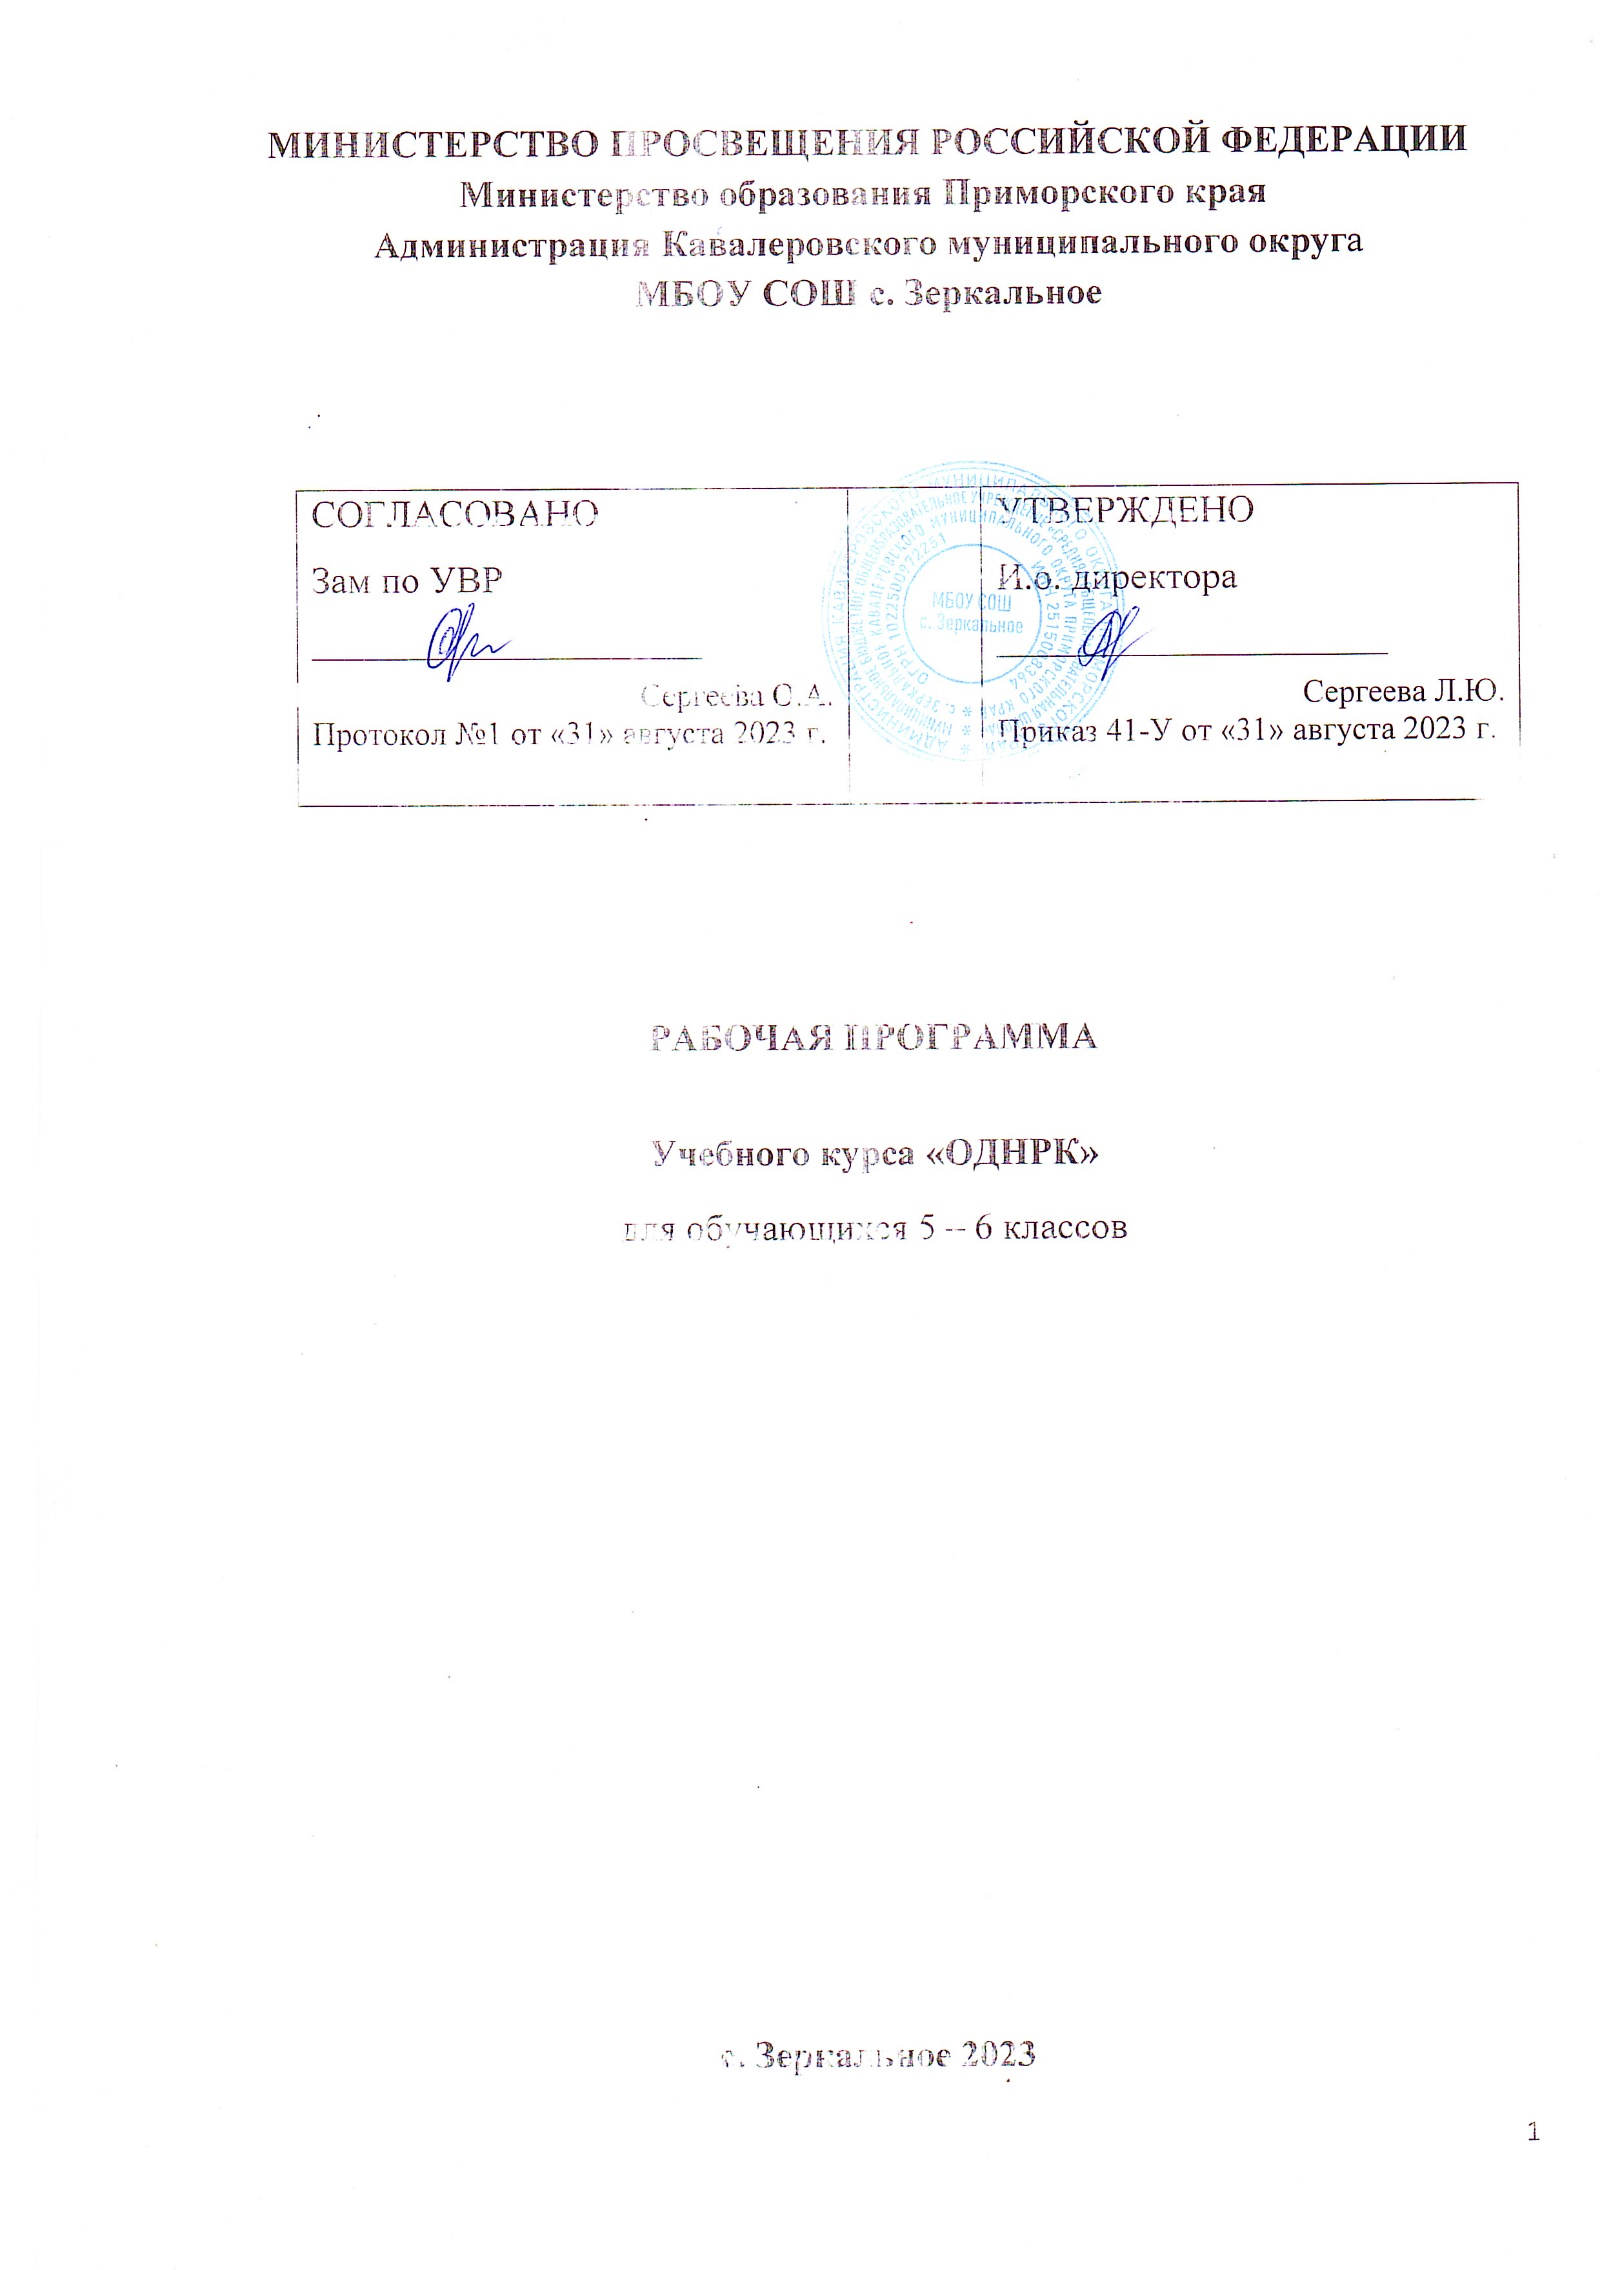 МИНИСТЕРСТВО ПРОСВЕЩЕНИЯ РОССИЙСКОЙ ФЕДЕРАЦИИ
Министерство образования Приморского края
Администрация Кавалеровского муниципального округа
МБОУ СОШ с. Зеркальное
СОГЛАСОВАНО
Зам по УВР
Сергеева О.А.
Протокол №1 от «31» августа 2023 г.
УТВЕРЖДЕНО
И.о. директора
Сергеева Л.Ю.
Приказ 41-У от «31» августа 2023 г.
МБОУ СОШ
с. Зеркальное
РАБОЧАЯ ПРОГРАММА
Учебного курса «ОДНРК»
для обучающихся 5 – 6 классов
с. Зеркальное 2023
1